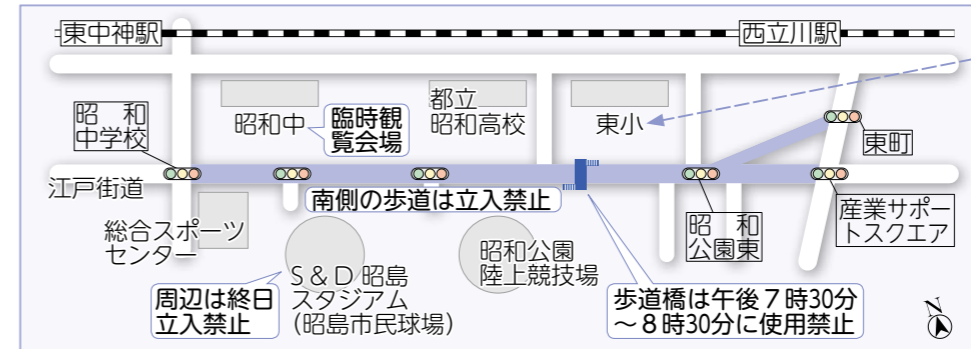 東中神駅
西立川駅
昭和
中学校
昭和中
臨時観
覧会場
都立
昭和高校
東小
東町
江戸街道
南側の歩道は立入禁止
総合スポーツ
センター
S&D昭島
スタジアム
(昭島市民球場)
周辺は終日
立入禁止
昭和公園
陸上競技場
昭和
公園東
産業サポー
トスクエア
歩道橋は午後7時30分
～8時30分に使用禁止
N